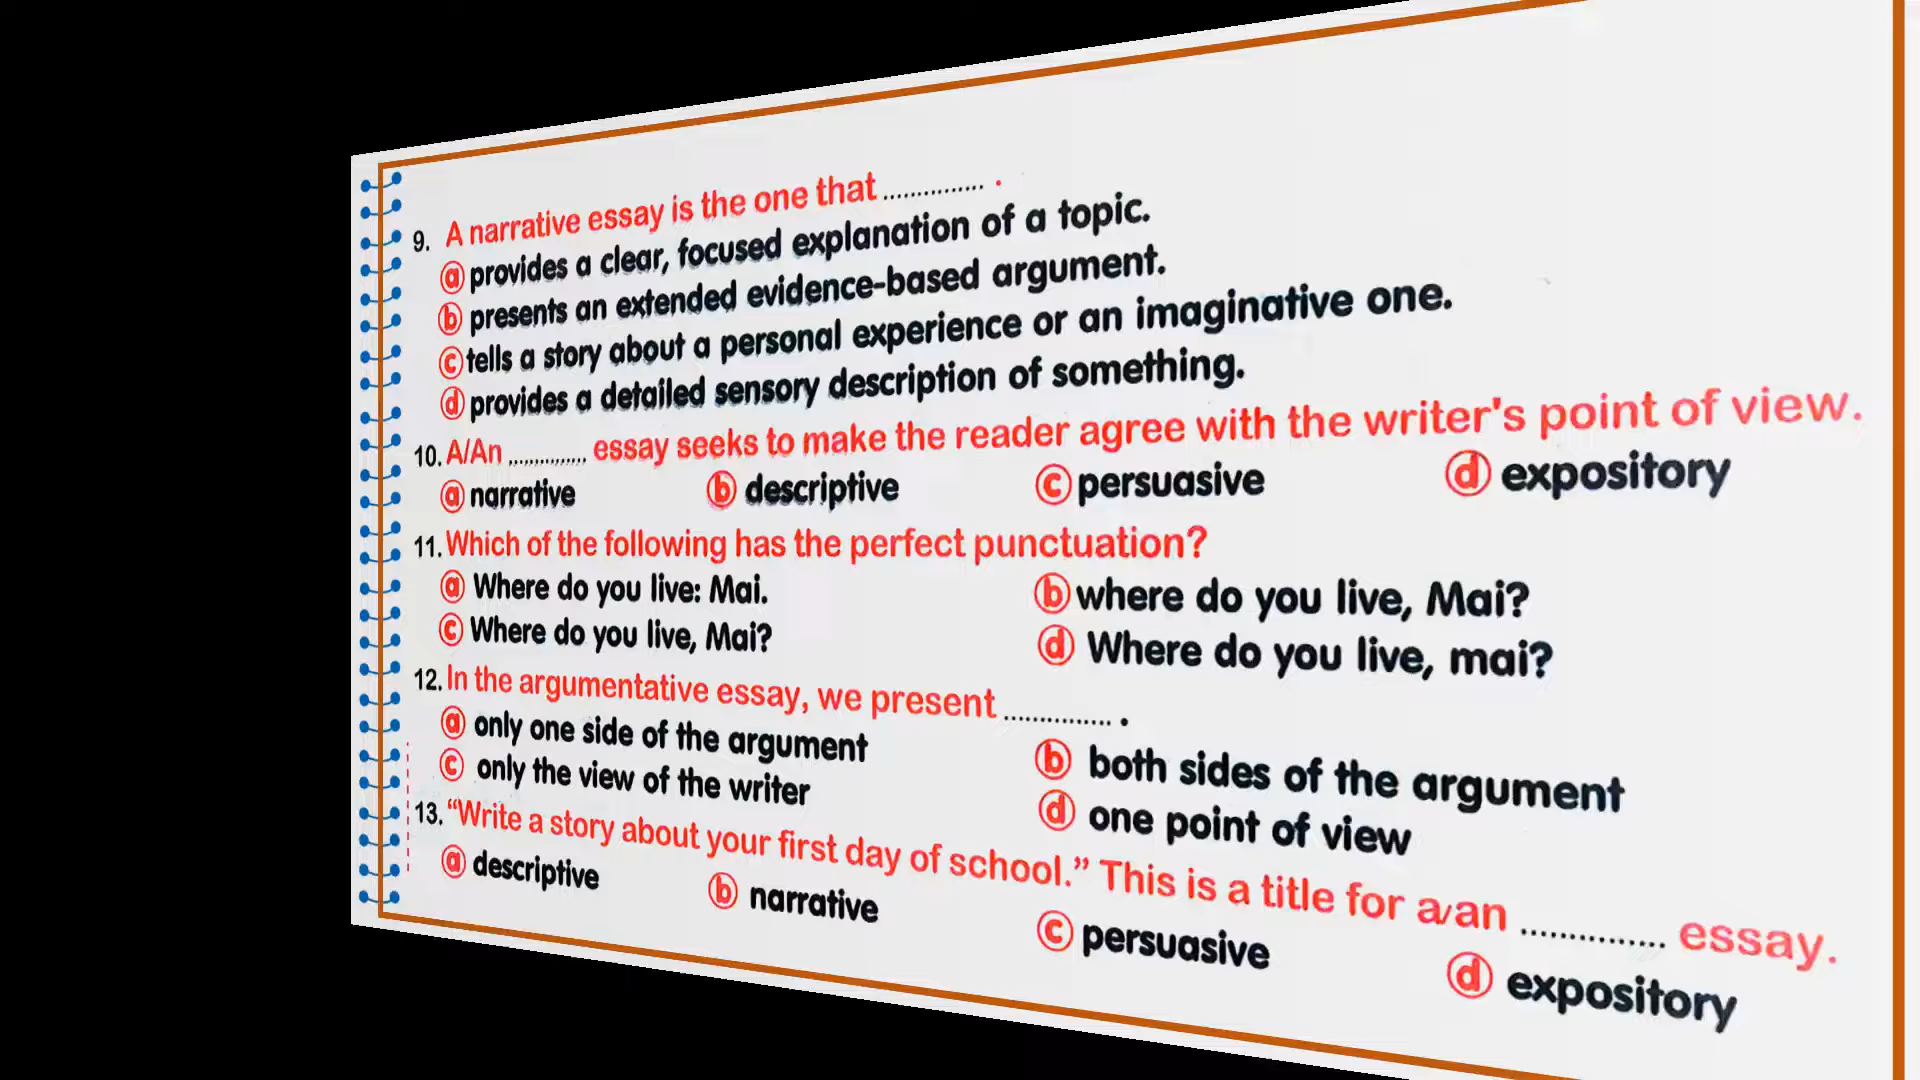 9. A narrative essay is the one that .............. .
ⓐ provides a clear, focused explanation of a topic.
ⓑ presents an extended evidence-based argument.
ⓒ tells a story about a personal experience or an imaginative one.
ⓓ provides a detailed sensory description of something.
10. A/An .............. essay seeks to make the reader agree with the writer's point of view.
ⓐ narrative ⓑ descriptive ⓒ persuasive ⓓ expository
11. Which of the following has the perfect punctuation?
ⓐ Where do you live: Mai. ⓑ where do you live, Mai?
ⓒ Where do you live, Mai? ⓓ Where do you live, mai?
12. In the argumentative essay, we present .............. .
ⓐ only one side of the argument ⓑ both sides of the argument
ⓒ only the view of the writer ⓓ one point of view
13. “Write a story about your first day of school.” This is a title for a/an .............. essay.
ⓐ descriptive ⓑ narrative ⓒ persuasive ⓓ expository